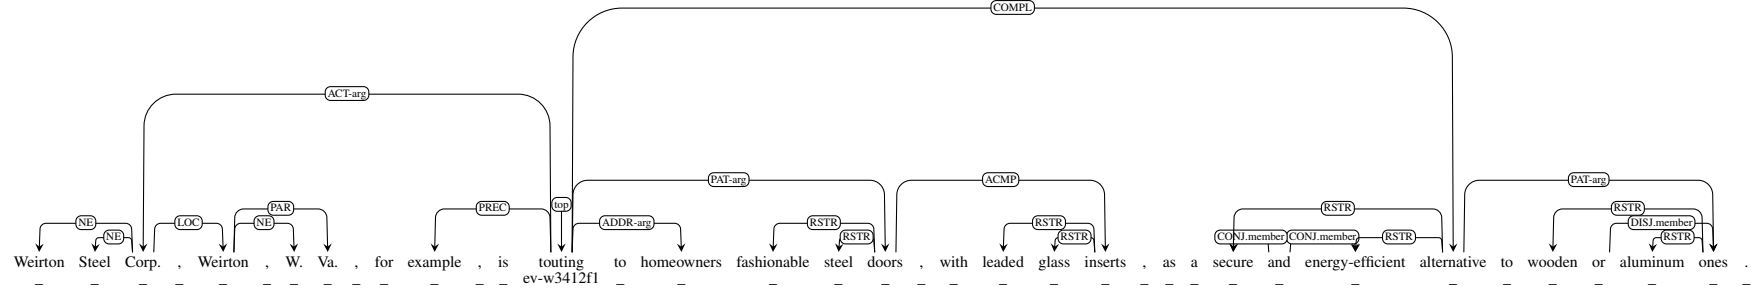 COMPL
ACT-arg
PAT-arg ACMP PAT-arg
PAR PREC top RSTR RSTR
NE LOC NE ADDR-arg RSTR RSTR DISJ.member
NE RSTR RSTR CONJ.member CONJ.member RSTR RSTR
Weirton Steel Corp. , Weirton , W. Va. , for example , is touting to homeowners fashionable steel doors , with leaded glass inserts , as a secure and energy-efficient alternative to wooden or aluminum ones .
_ _ _ _ _ _ _ _ _ _ _ _ _ ev-w3412f1 _ _ _ _ _ _ _ _ _ _ _ _ _ _ _ _ _ _ _ _ _ _ _